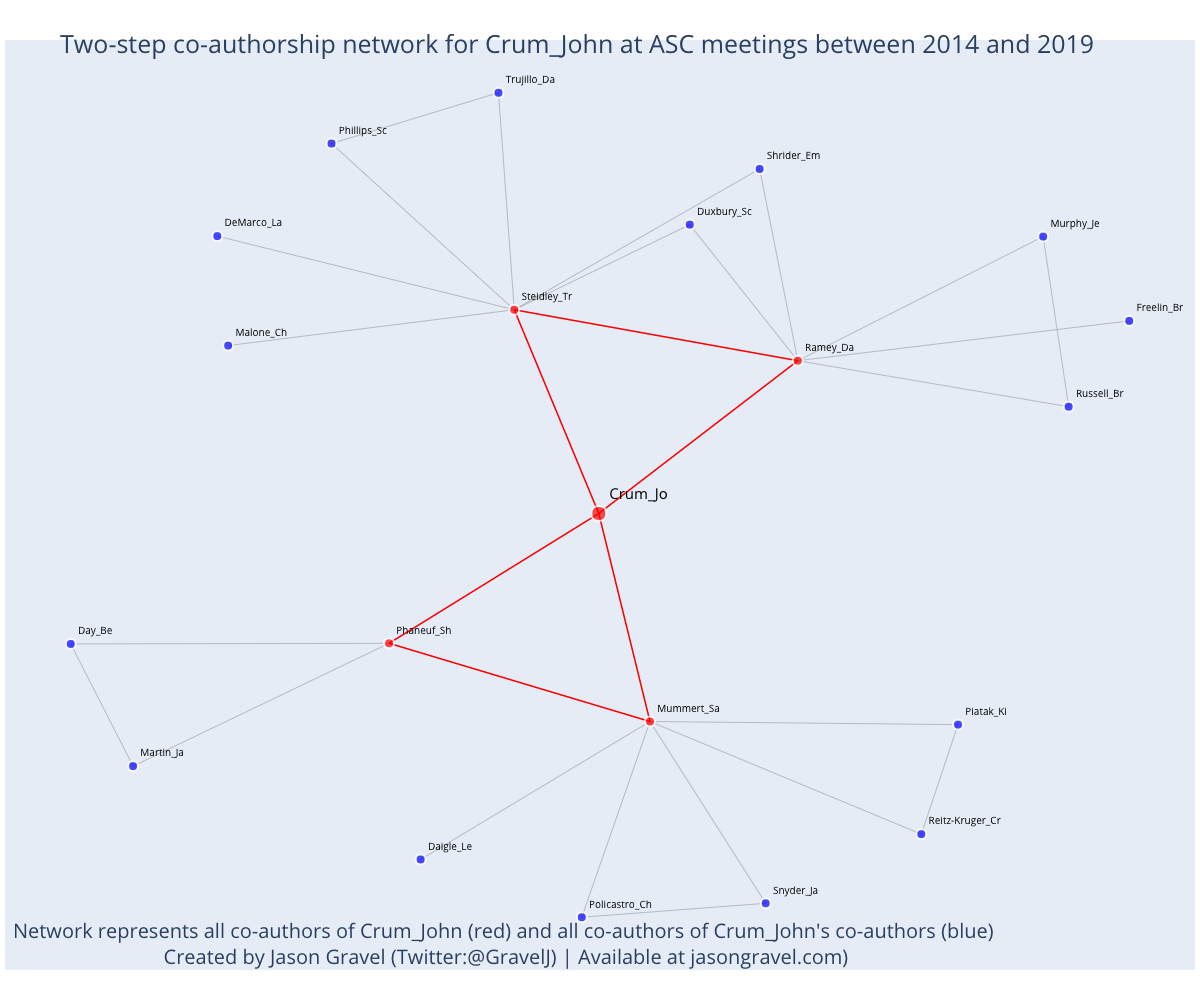 Two-step co-authorship network for Crum_John at ASC meetings between 2014 and 2019
Trujillo_Da
Phillips_Sc
Shrider_Em
Duxbury_Sc
DeMarco_La
Murphy_Je
Steidley_Tr
Freelin_Br
Malone_Ch
Ramey_Da
Russell_Br
Crum_Jo
Day_Be
Phaneuf_Sh
Mummert_Sa
Piatak_Ki
Martin_Ja
Reitz-Kruger_Cr
Daigle_Le
Snyder_Ja
Policastro_Ch
Network represents all co-authors of Crum_John (red) and all co-authors of Crum_John's co-authors (blue)
Created by Jason Gravel (Twitter:@GravelJ) | Available at jasongravel.com)